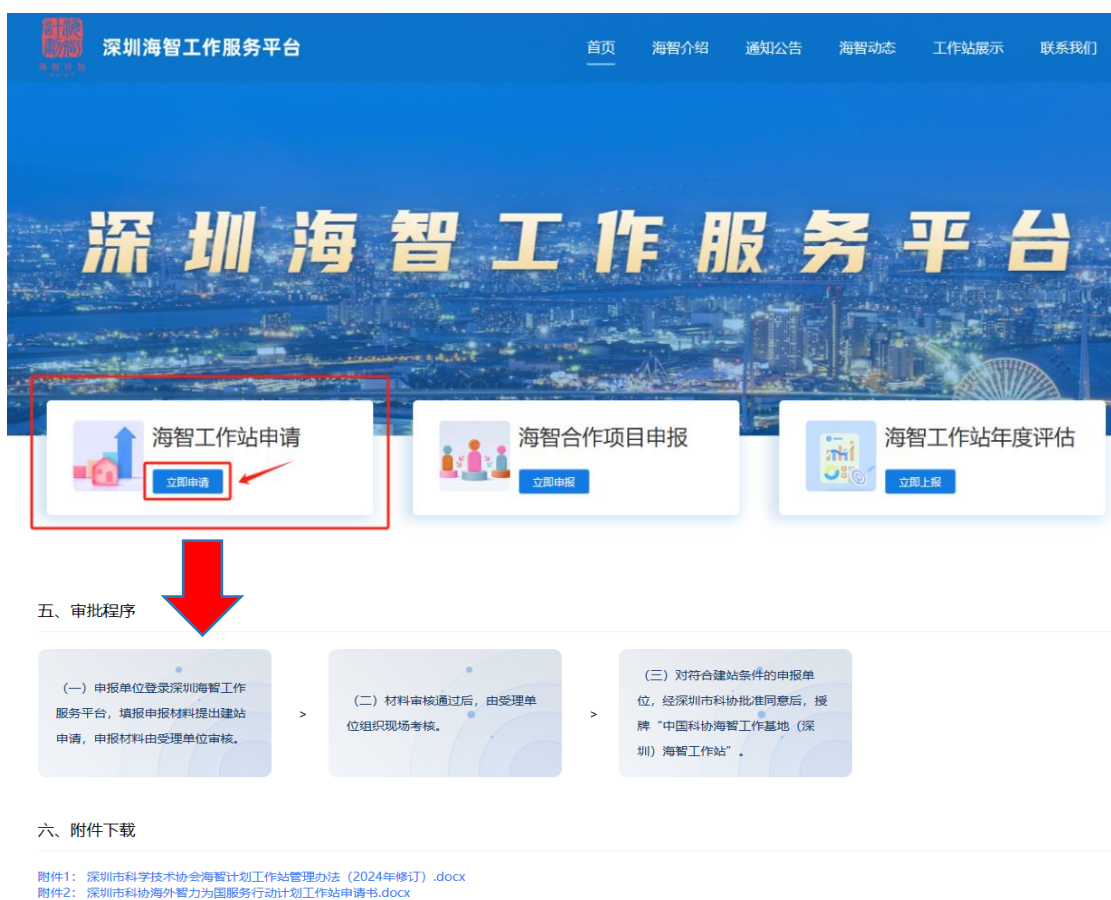 海智计划
深圳海智工作服务平台
首页 海智介绍 通知公告 海智动态 工作站展示 联系我们
深圳海智工作服务平台
海智工作站申请
立即申请
海智合作项目申报
立即申报
海智工作站年度评估
立即上报
五、审批程序
（一）申报单位登录深圳海智工作
服务平台，填报申报材料提出建站
申请，申报材料由受理单位审核。
>
（二）材料审核通过后，由受理单
位组织现场考核。
>
（三）对符合建站条件的申报单
位，经深圳市科协批准同意后，授
牌“中国科协海智工作基地（深
圳）海智工作站”。
六、附件下载
附件1： 深圳市科学技术协会海智计划工作站管理办法（2024年修订）.docx
附件2： 深圳市科协海外智力为国服务行动计划工作站申请书.docx